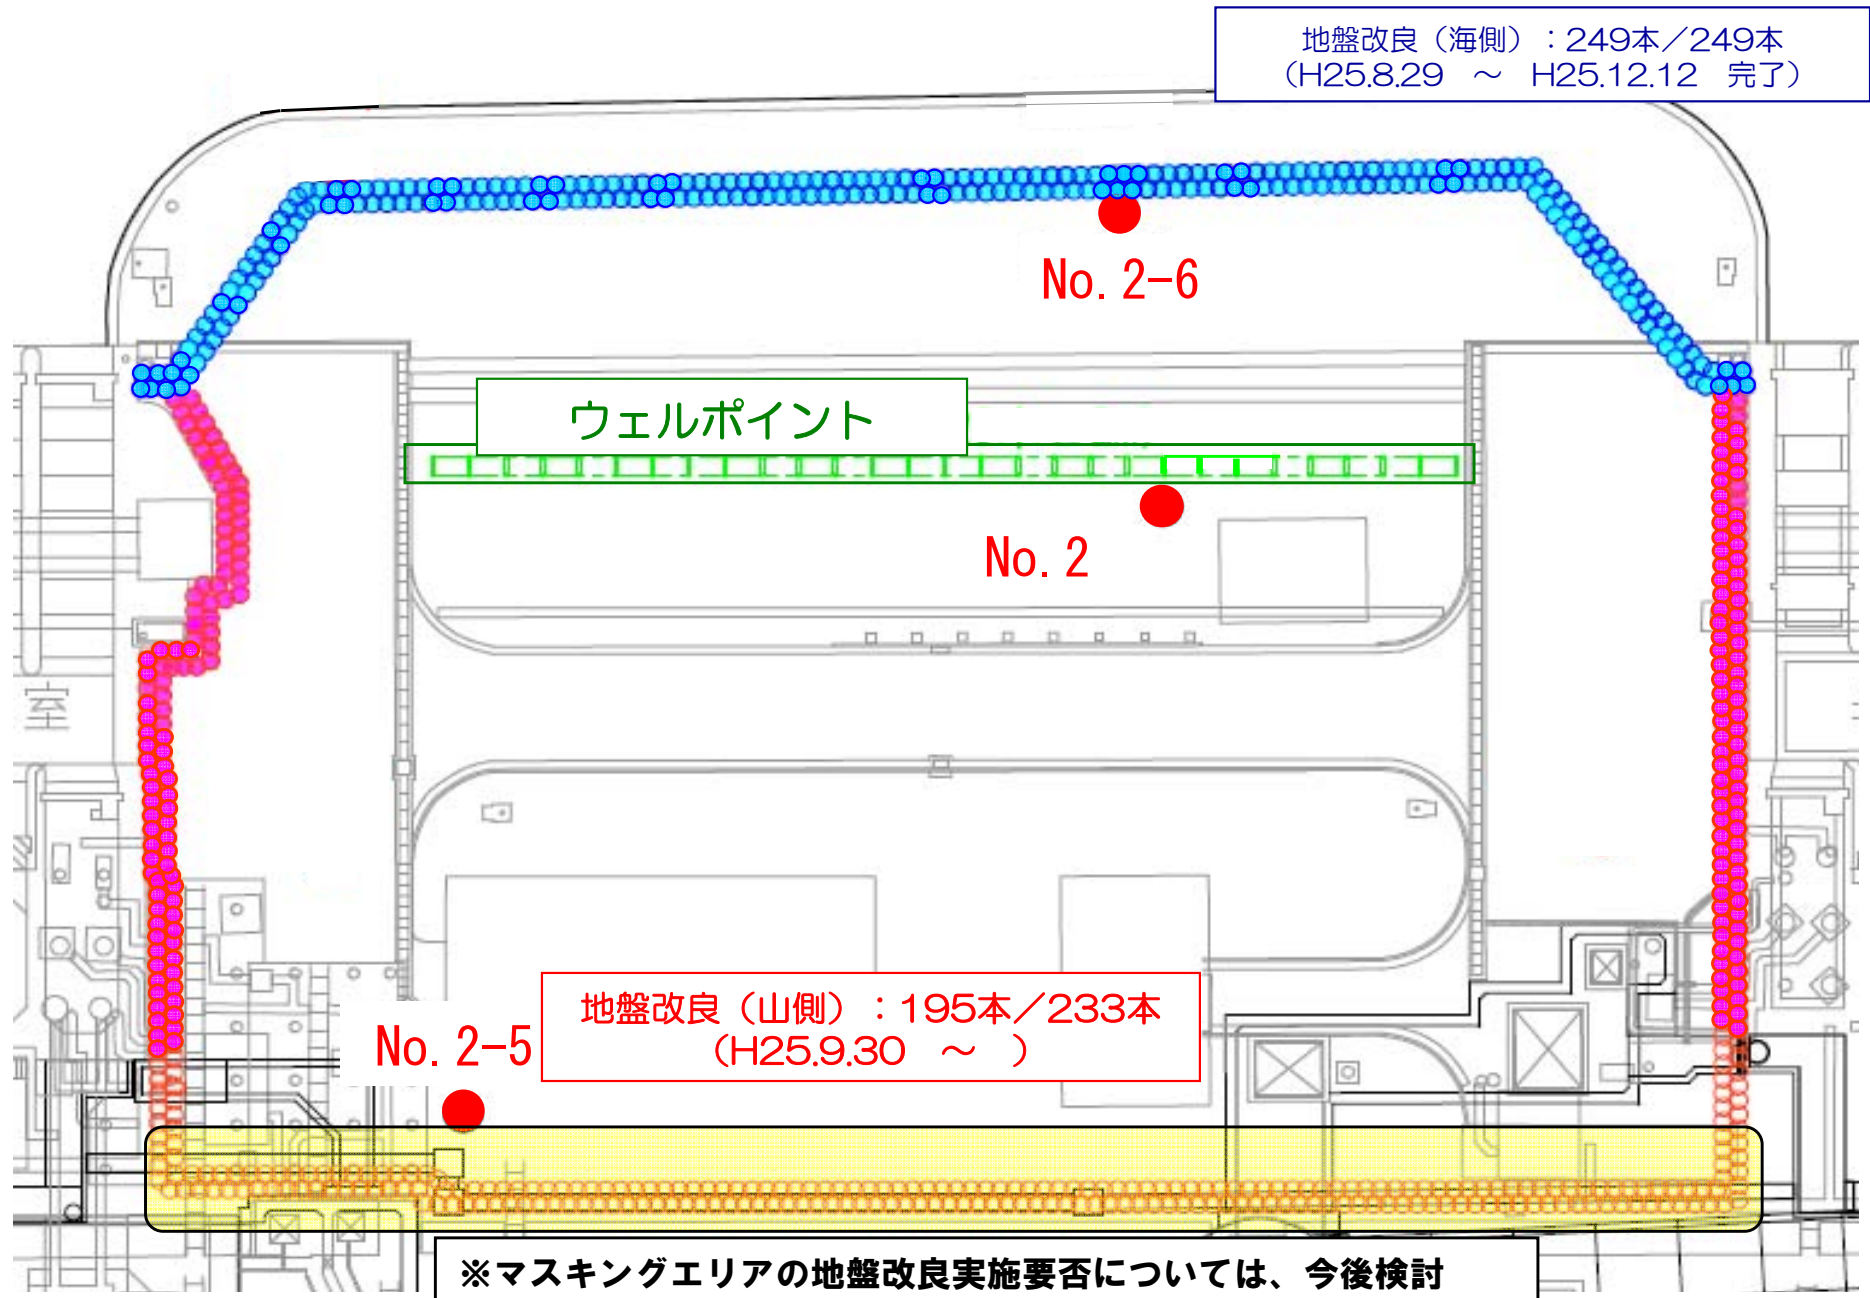 地盤改良（海側）：249本／249本
（H25.8.29　～　H25.12.12　完了）
No. 2-6
ウェルポイント
No. 2
室
地盤改良（山側）：195本／233本
（H25.9.30　～　）
No. 2-5
※マスキングエリアの地盤改良実施要否については、今後検討